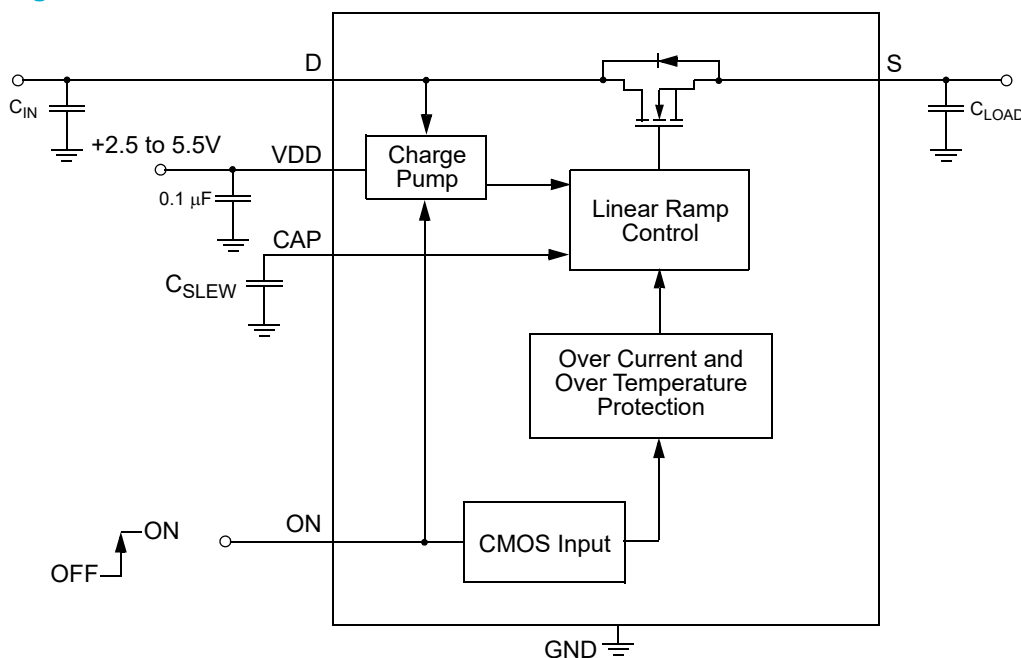 D
S
C_IN
C_LOAD
+2.5 to 5.5V
VDD
Charge
Pump
0.1 μF
Linear Ramp
Control
CAP
C_SLEW
Over Current and
Over Temperature
Protection
ON
ON
CMOS Input
OFF
GND